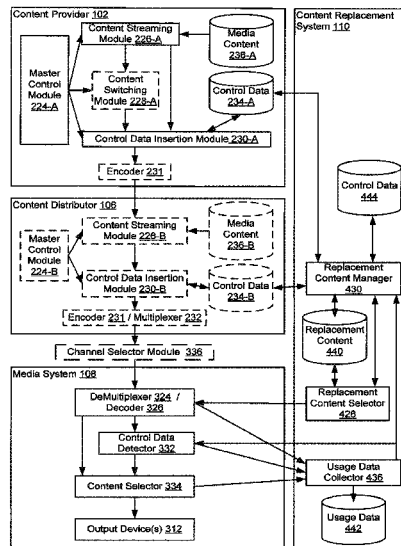 Content Provider 102
Content Streaming
Module 226-A
Media
Content
236-A
Master
Control
Module
224-A
Content
Switching
Module 228-A
Control Data
234-A
Control Data Insertion Module 230-A
Encoder 231
Content Distributor 106
Content Streaming
Module 226-B
Media
Content
236-B
Master Control
Module
224-B
Control Data
Insertion Module
230-B
Control Data
234-B
Encoder 231 / Multiplexer 232
Channel Selector Module 336
Media System 108
DeMultiplexer 324 /
Decoder 326
Control Data
Detector 332
Content Selector 334
Output Device(s) 312
Content Replacement
System 110
Control Data
444
Replacement
Content Manager
430
Replacement
Content
440
Replacement
Content Selector
428
Usage Data
Collector 436
Usage Data
442